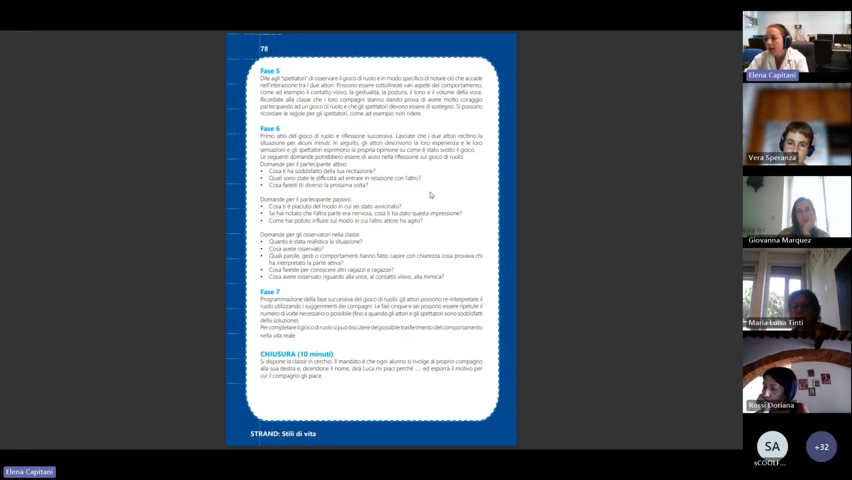 78
Fase 5
Dite agli "spettatori" di osservare il gioco di ruolo e in modo specifico di notare ciò che accade
nell'interazione tra i due attori. Possono essere sottolineati vari aspetti del comportamento,
come ad esempio il contatto visivo, la gestualità, la postura, il tono e il volume della voce.
Ricordate alla classe che i loro compagni stanno dando prova di avere molto coraggio
partecipando ad un gioco di ruolo e che gli spettatori devono essere di sostegno. Si possono
ricordare le regole per gli spettatori, come ad esempio non ridere.
Fase 6
Primo atto del gioco di ruolo e riflessione successiva. Lasciate che i due attori recitino la
situazione per alcuni minuti. In seguito, gli attori descrivono la loro esperienza e le loro
sensazioni e gli spettatori esprimono la propria opinione su come è stato svolto il gioco.
Le seguenti domande potrebbero essere di aiuto nella riflessione sul gioco di ruolo:
Domande per il partecipante attivo:
• Cosa ti ha soddisfatto della tua recitazione?
• Quali sono state le difficoltà ad entrare in relazione con l'altro?
• Cosa faresti di diverso la prossima volta?
Domande per il partecipante passivo:
• Cosa ti è piaciuto del modo in cui sei stato avvicinato?
• Se hai notato che l'altra parte era nervosa, cosa ti ha dato questa impressione?
• Come hai potuto influire sul modo in cui l'altro attore ha agito?
Domande per gli osservatori nella classe:
• Quanto è stata realistica la situazione?
• Cosa avete osservato?
• Quali parole, gesti o comportamenti hanno fatto capire con chiarezza cosa provava chi
ha interpretato la parte attiva?
• Cosa fareste per conoscere altri ragazzi e ragazze?
• Cosa avete osservato riguardo alla voce, al contatto visivo, alla mimica?
Fase 7
Programmazione della fase successiva del gioco di ruolo: gli attori possono re-interpretare il
ruolo utilizzando i suggerimenti dei compagni. Le fasi cinque e sei possono essere ripetute il
numero di volte necessario o possibile (fino a quando gli attori e gli spettatori sono soddisfatti
della soluzione).
Per completare il gioco di ruolo si può discutere del possibile trasferimento del comportamento
nella vita reale.
CHIUSURA (10 minuti)
Si dispone la classe in cerchio. Il mandato è che ogni alunno si rivolge al proprio compagno
alla sua destra e, dicendone il nome, dirà Luca mi piaci perché .... ed esporrà il motivo per
cui il compagno gli piace.
STRAND: Stili di vita
Elena Capitani
Elena Capitani
Vera Speranza
Giovanna Marquez
Maria Luisa Tinti
Rossi Doriana
SA
sCOOLF...
+32